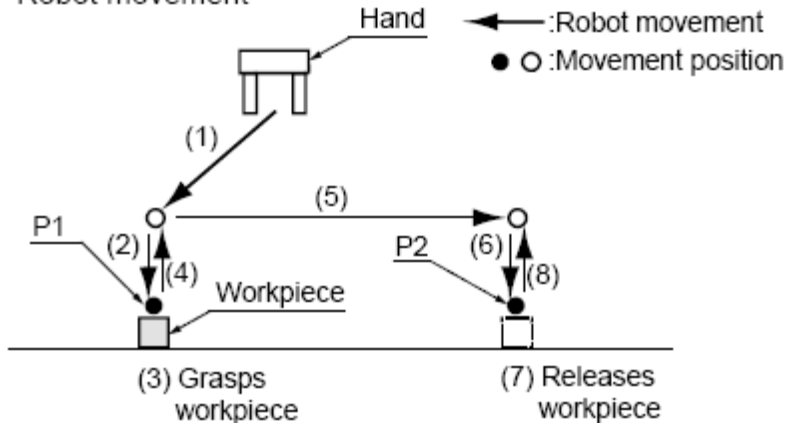 Robot movement
Hand
:Robot movement
:Movement position
(1)
(5)
P1
(2)
(4)
P2
(6)
(8)
Workpiece
(3) Grasps
workpiece
(7) Releases
workpiece